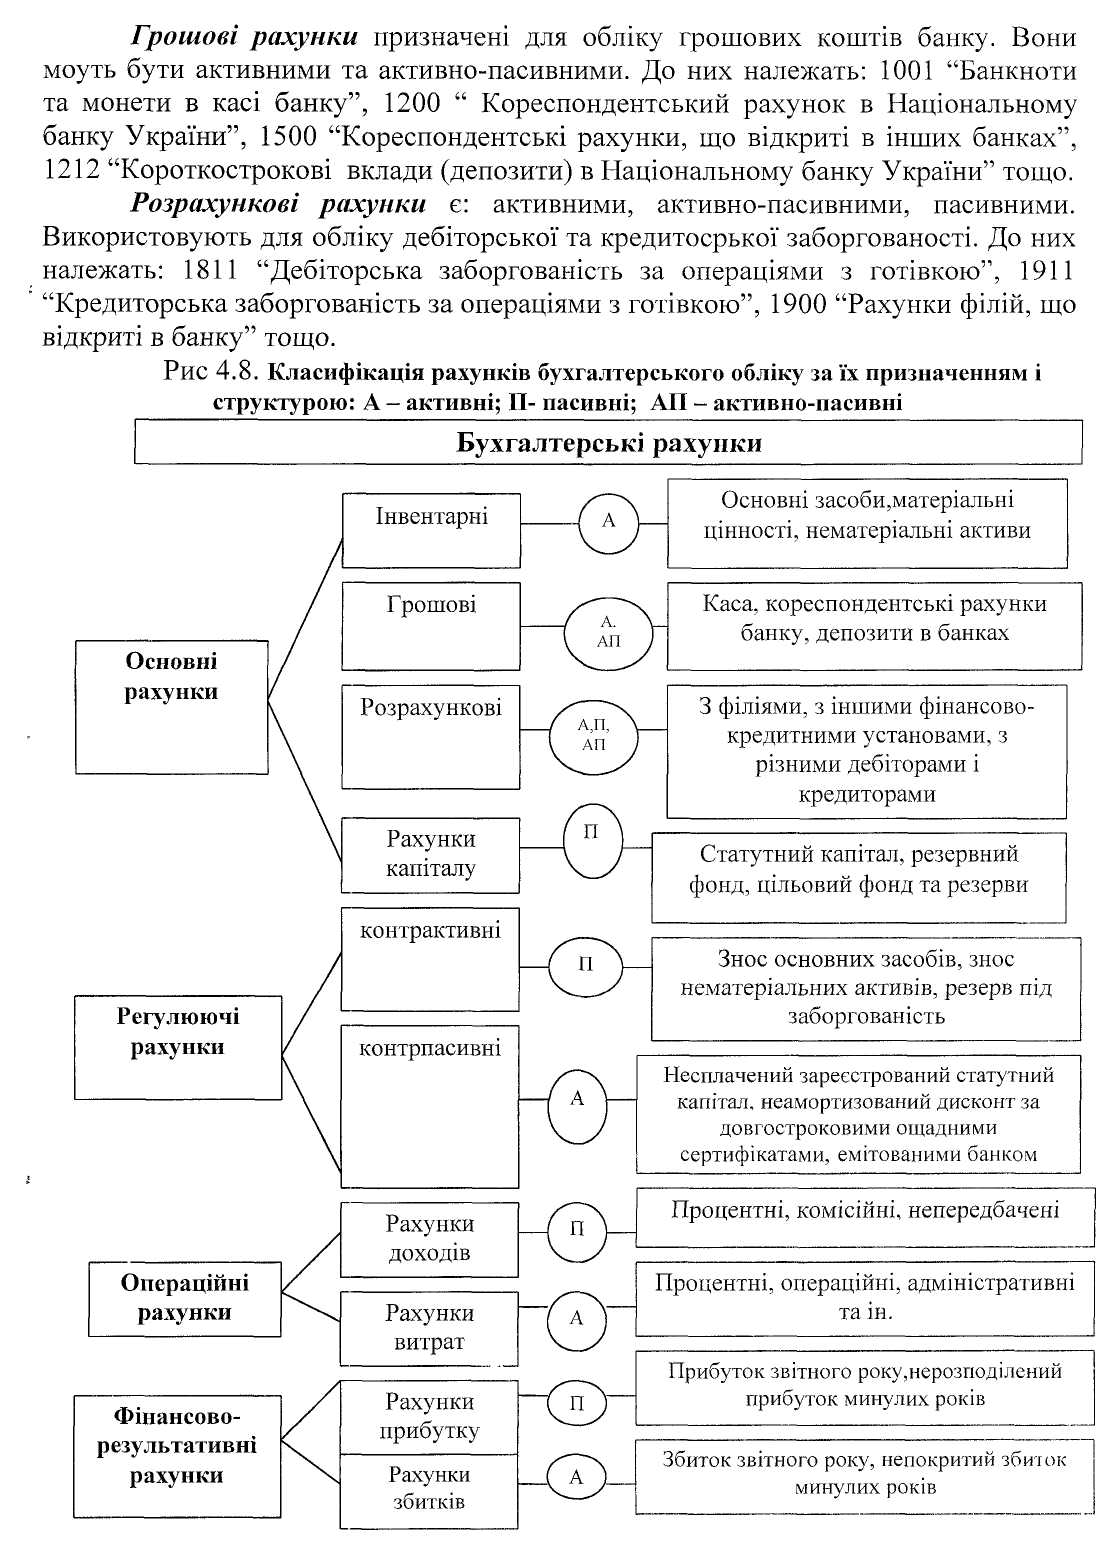 Грошові рахунки призначені для обліку грошових коштів банку. Вони
моуть бути активними та активно-пасивними. До них належать: 1001 “Банкноти
та монети в касі банку”, 1200 “ Кореспондентський рахунок в Національному
банку України”, 1500 “Кореспондентські рахунки, що відкриті в інших банках”,
1212 “Короткострокові вклади (депозити) в Національному банку України” тощо.
Розрахункові рахунки є: активними, активно-пасивними, пасивними.
Використовують для обліку дебіторської та кредитосрької заборгованості. До них
належать: 1811 “Дебіторська заборгованість за операціями з готівкою”, 1911
“Кредиторська заборгованість за операціями з готівкою”, 1900 “Рахунки філій, що
відкриті в банку” тощо.
Рис 4.8. Класифікація рахунків бухгалтерського обліку за їх призначенням і
структурою: А – активні; П- пасивні; АП – активно-пасивні
Бухгалтерські рахунки
Основні
рахунки
Інвентарні
А
Основні засоби,матеріальні
цінності, нематеріальні активи
Грошові
А.
АП
Каса, кореспондентські рахунки
банку, депозити в банках
Розрахункові
А,П,
АП
З філіями, з іншими фінансово-
кредитними установами, з
різними дебіторами і
кредиторами
Рахунки
капіталу
П
Статутний капітал, резервний
фонд, цільовий фонд та резерви
Регулюючі
рахунки
контрактивні
П
Знос основних засобів, знос
нематеріальних активів, резерв під
заборгованість
контрпасивні
А
Несплачений зареєстрований статутний
капітал, неамортизований дисконт за
довгостроковими ощадними
сертифікатами, емітованими банком
Операційні
рахунки
Рахунки
доходів
П
Процентні, комісійні, непередбачені
Рахунки
витрат
А
Процентні, операційні, адміністративні
та ін.
Фінансово-
результативні
рахунки
Рахунки
прибутку
П
Прибуток звітного року,нерозподілений
прибуток минулих років
Рахунки
збитків
А
Збиток звітного року, непокритий збиток
минулих років